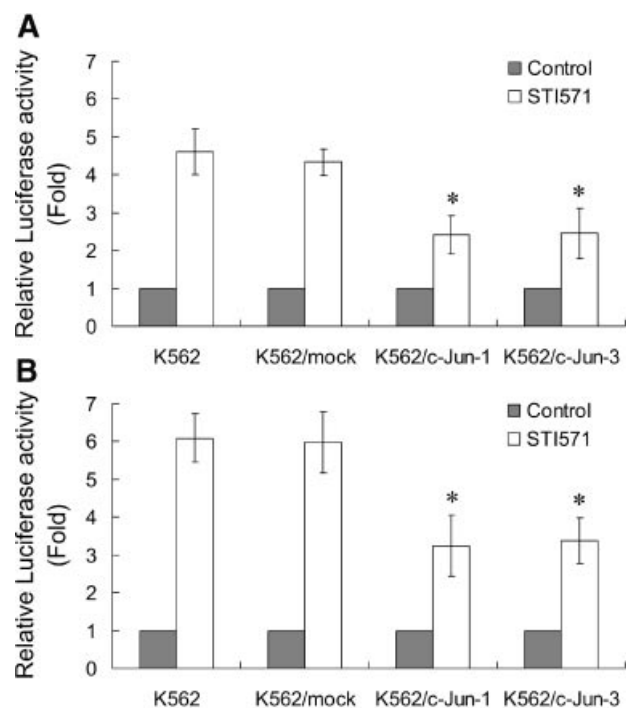 A
Relative Luciferase activity
(Fold)
7
6
5
4
3
2
1
0
Control
STI571
*
*
K562
K562/mock
K562/c-Jun-1
K562/c-Jun-3
B
Relative Luciferase activity
(Fold)
7
6
5
4
3
2
1
0
Control
STI571
*
*
K562
K562/mock
K562/c-Jun-1
K562/c-Jun-3